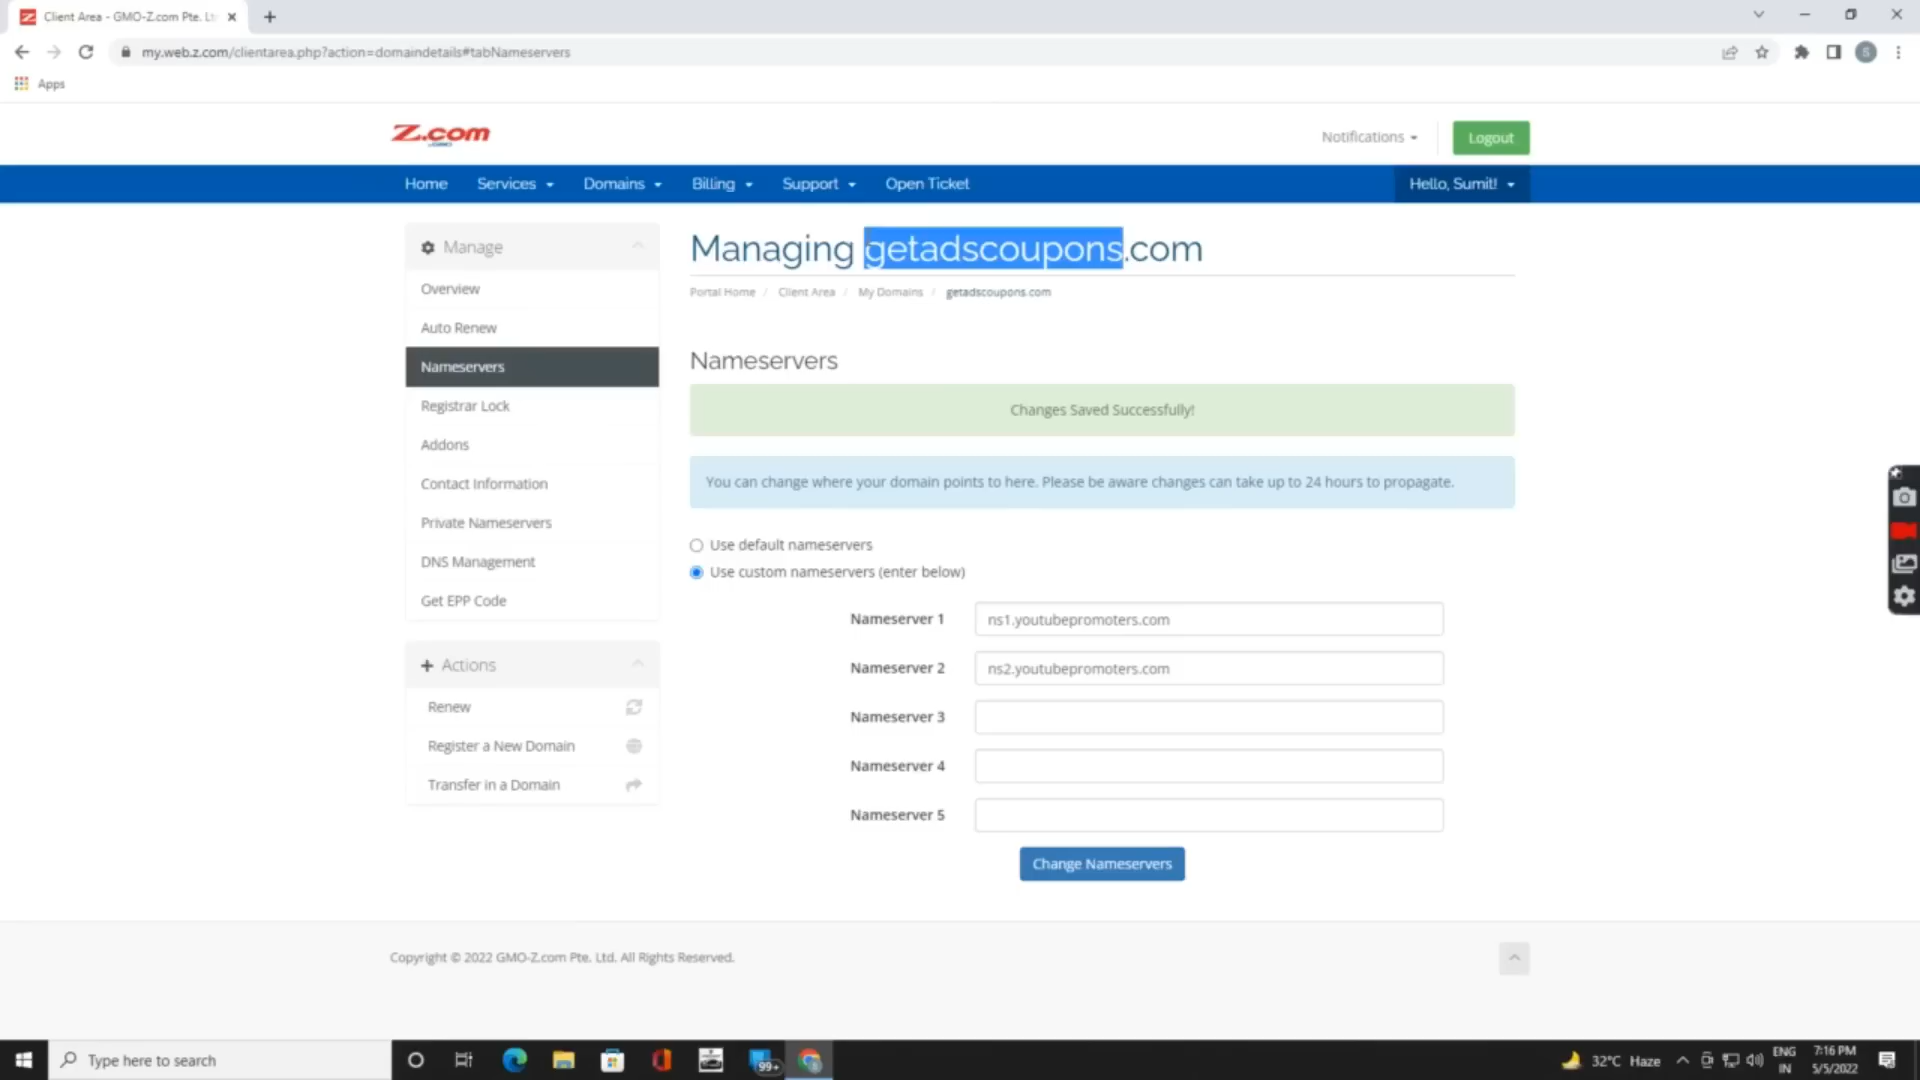 Client Area - GMO-Z.com Pte. Lt
my.web.z.com/clientarea.php?action=domaindetails#tabNameservers
S
Apps
Z.com
Notifications
Logout
Home
Services
Domains
Billing
Support
Open Ticket
Hello, Sumit!
Manage
Overview
Auto Renew
Nameservers
Registrar Lock
Addons
Contact Information
Private Nameservers
DNS Management
Get EPP Code
Actions
Renew
Register a New Domain
Transfer in a Domain
Managing getadscoupons.com
Portal Home / Client Area / My Domains / getadscoupons.com
Nameservers
Changes Saved Successfully!
You can change where your domain points to here. Please be aware changes can take up to 24 hours to propagate.
Use default nameservers
Use custom nameservers (enter below)
Nameserver 1
ns1.youtubepromoters.com
Nameserver 2
ns2.youtubepromoters.com
Nameserver 3
Nameserver 4
Nameserver 5
Change Nameservers
Copyright © 2022 GMO-Z.com Pte. Ltd. All Rights Reserved.
Type here to search
99+
32°C Haze
ENG
IN
7:16 PM
5/5/2022